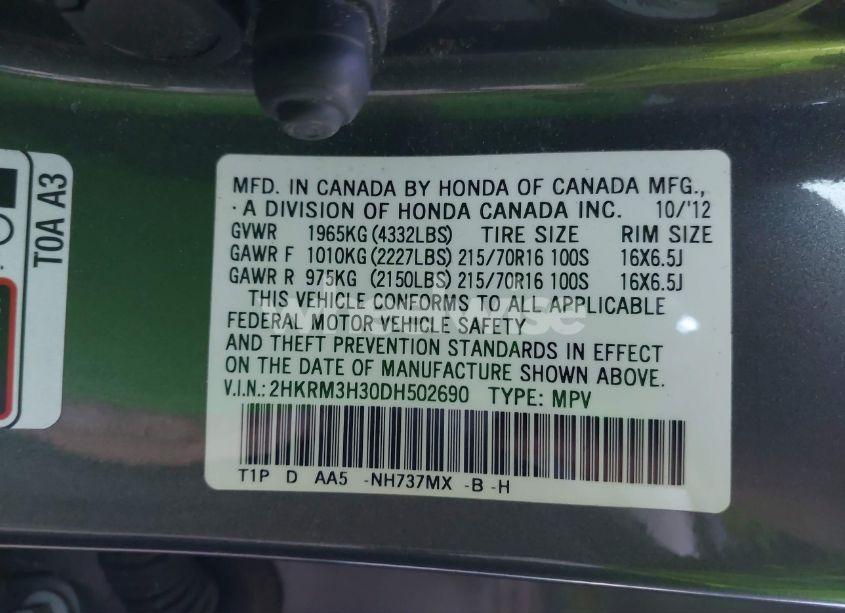 MFD. IN CANADA BY HONDA OF CANADA MFG.,
A DIVISION OF HONDA CANADA INC. 10/'12
GVWR 1965KG (4332LBS) TIRE SIZE RIM SIZE
GAWR F 1010KG (2227LBS) 215/70R16 100S 16X6.5J
GAWR R 975KG (2150LBS) 215/70R16 100S 16X6.5J
THIS VEHICLE CONFORMS TO ALL APPLICABLE
FEDERAL MOTOR VEHICLE SAFETY
AND THEFT PREVENTION STANDARDS IN EFFECT
ON THE DATE OF MANUFACTURE SHOWN ABOVE.
V.I.N.: 2HKRM3H30DH502690 TYPE: MPV
T1P D AA5 -NH737MX -B -H
T0A A3